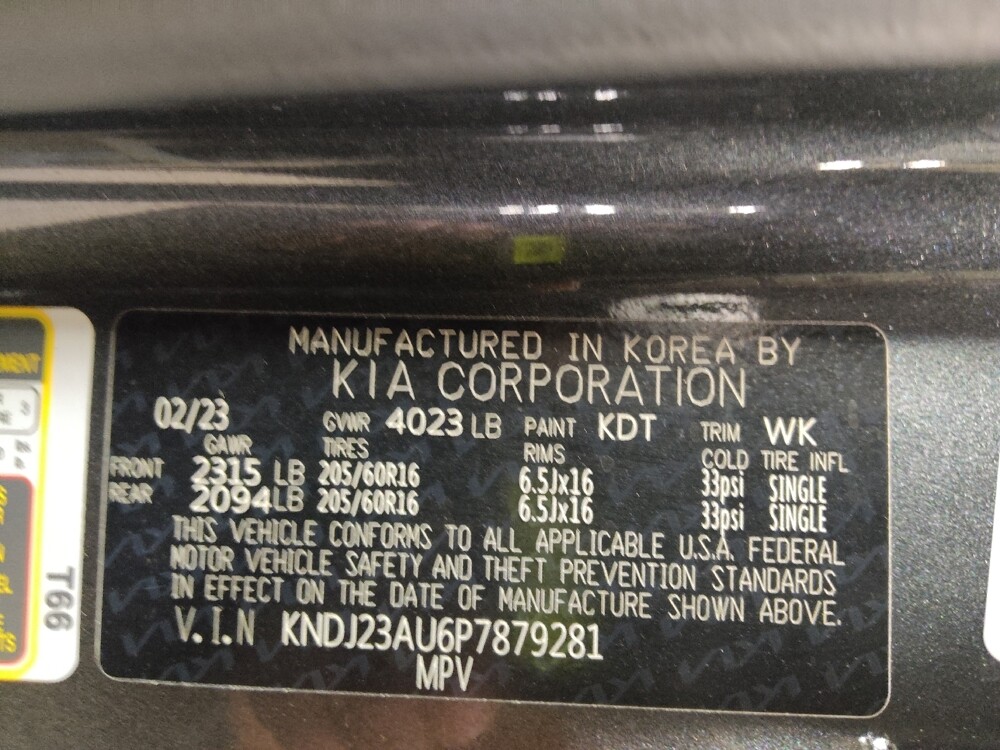 MANUFACTURED IN KOREA BY
KIA CORPORATION
02/23 GVWR 4023 LB PAINT KDT TRIM WK
GAWR TIRES RIMS COLD TIRE INFL
FRONT 2315 LB 205/60R16 6.5Jx16 33psi SINGLE
REAR 2094 LB 205/60R16 6.5Jx16 33psi SINGLE
THIS VEHICLE CONFORMS TO ALL APPLICABLE U.S.A. FEDERAL
MOTOR VEHICLE SAFETY AND THEFT PREVENTION STANDARDS
IN EFFECT ON THE DATE OF MANUFACTURE SHOWN ABOVE.
V.I.N KNDJ23AU6P7879281
MPV
T66